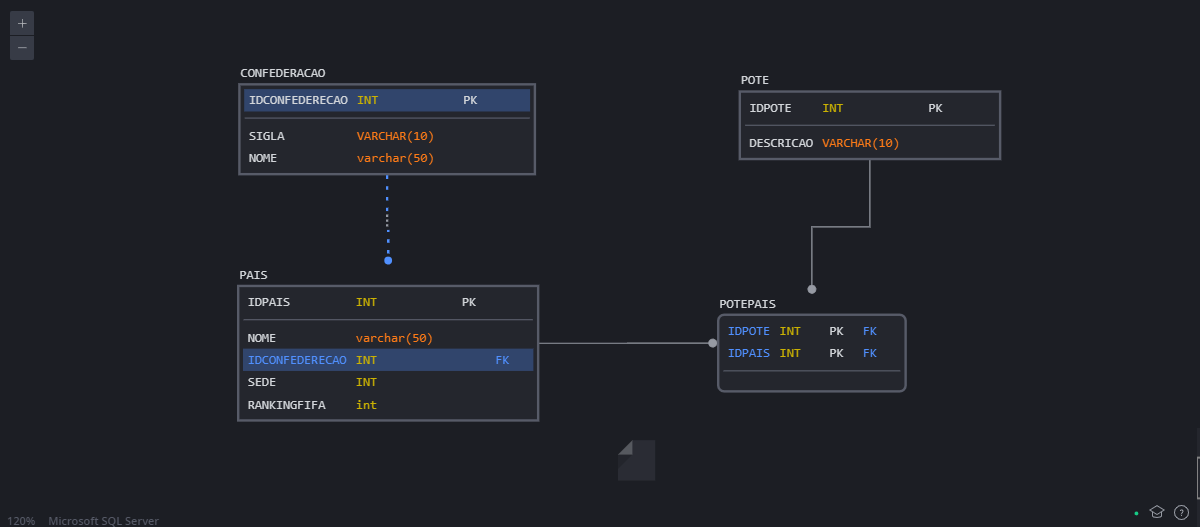 +
−
CONFEDERACAO
IDCONFEDERECAO INT PK
SIGLA VARCHAR(10)
NOME varchar(50)
POTE
IDPOTE INT PK
DESCRICAO VARCHAR(10)
PAIS
IDPAIS INT PK
NOME varchar(50)
IDCONFEDERECAO INT FK
SEDE INT
RANKINGFIFA int
POTEPAIS
IDPOTE INT PK FK
IDPAIS INT PK FK
120% Microsoft SQL Server
?